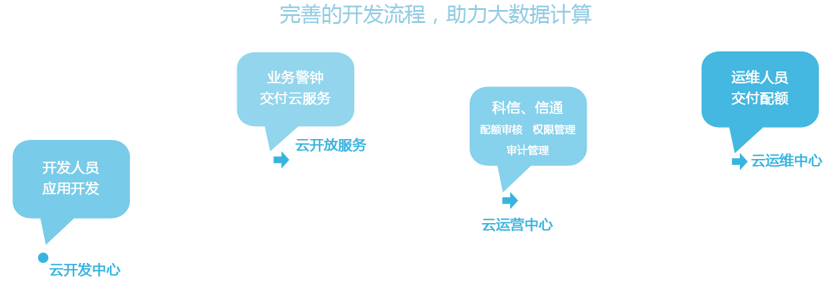 完善的开发流程，助力大数据计算
开发人员
应用开发
云开发中心
业务警钟
交付云服务
云开放服务
科信、信通
配额审核 权限管理
审计管理
云运营中心
运维人员
交付配额
云运维中心